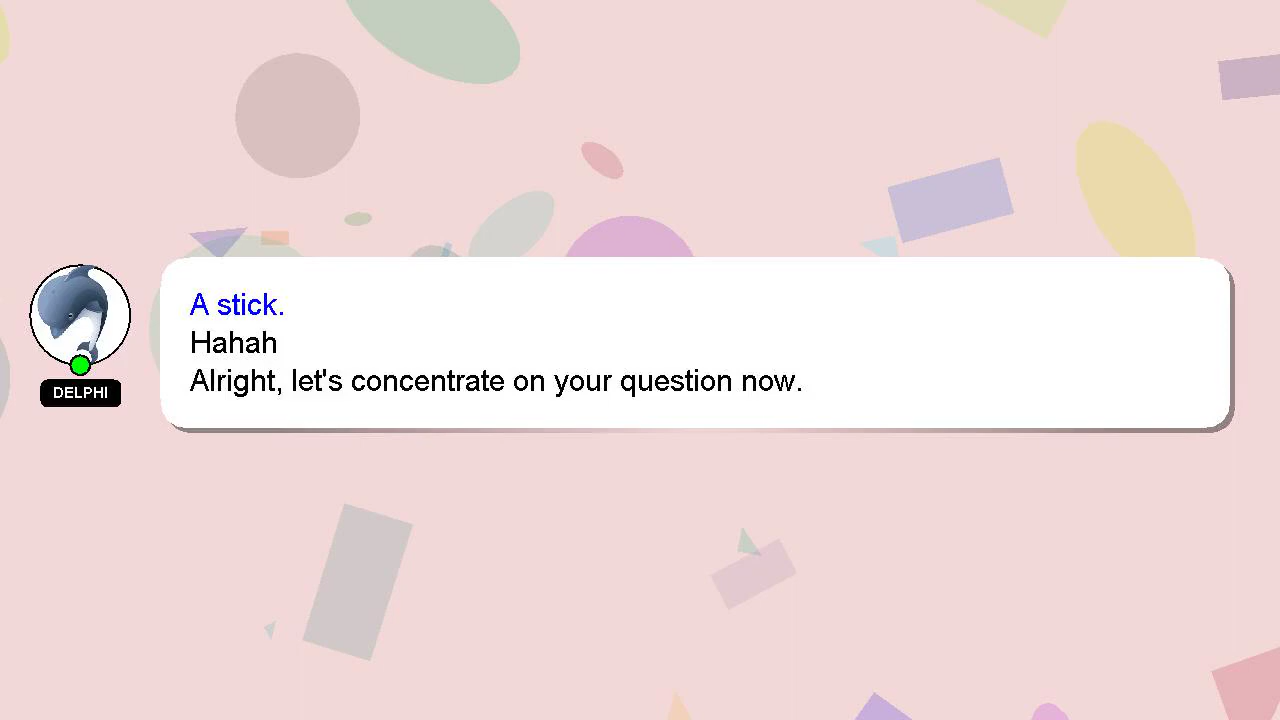 A stick.
Hahah
Alright, let's concentrate on your question now.
DELPHI